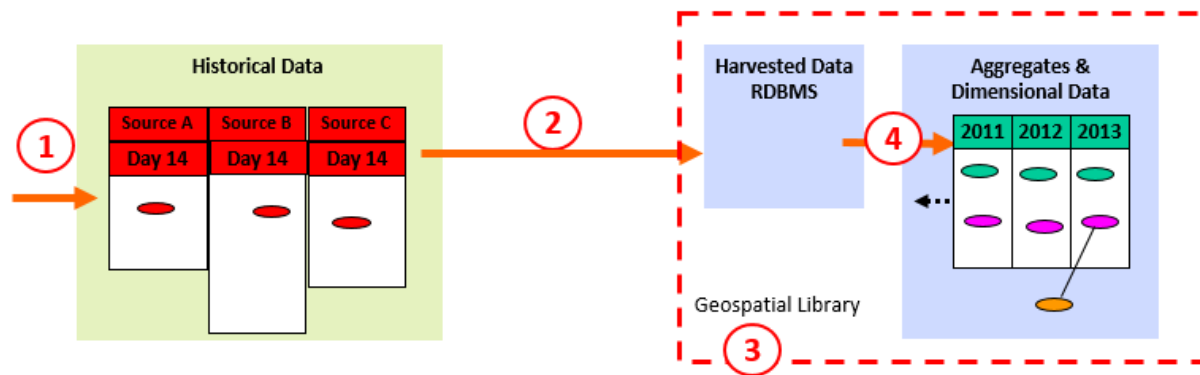 Historical Data
Source A Source B Source C
Day 14 Day 14 Day 14
1
2
Harvested Data
RDBMS
4
Aggregates &
Dimensional Data
2011 2012 2013
Geospatial Library
3